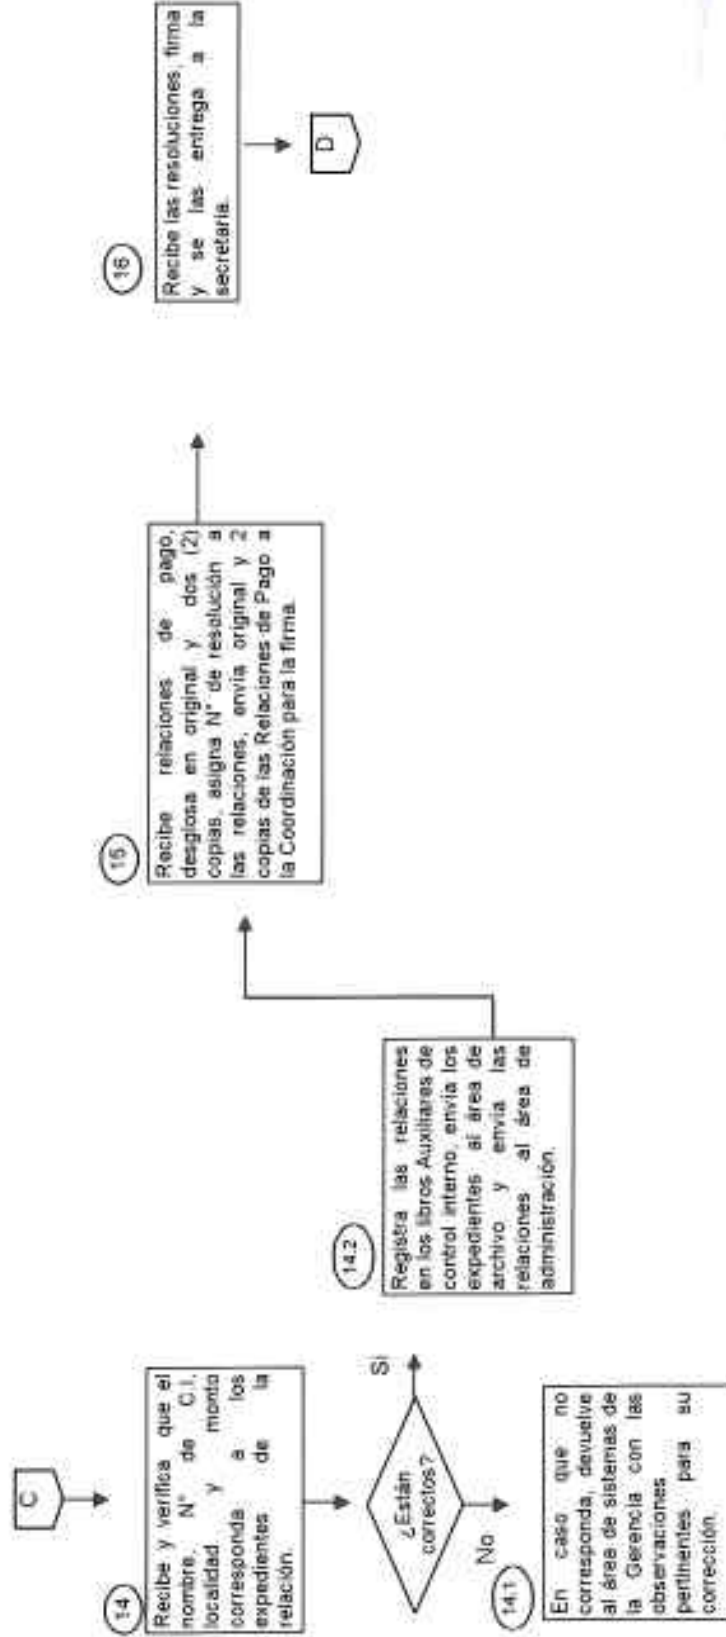 C
14
Recibe y verifica que el
nombre, N° de C.I,
localidad y monto
corresponda a los
expedientes de la
relación.
¿Están
correctos?
Si
No
14.1
En caso que no
corresponda, devuelve
al área de sistemas de
la Gerencia con las
observaciones
pertinentes para su
corrección.
14.2
Registra las relaciones
en los libros Auxiliares de
control interno, envía los
expedientes al área de
archivo y envía las
relaciones al área de
administración.
15
Recibe relaciones de pago,
desglosa en original y dos (2)
copias, asigna N° de resolución a
las relaciones, envía original y 2
copias de las Relaciones de Pago a
la Coordinación para la firma.
16
Recibe las resoluciones, firma
y se las entrega a la
secretaria.
D